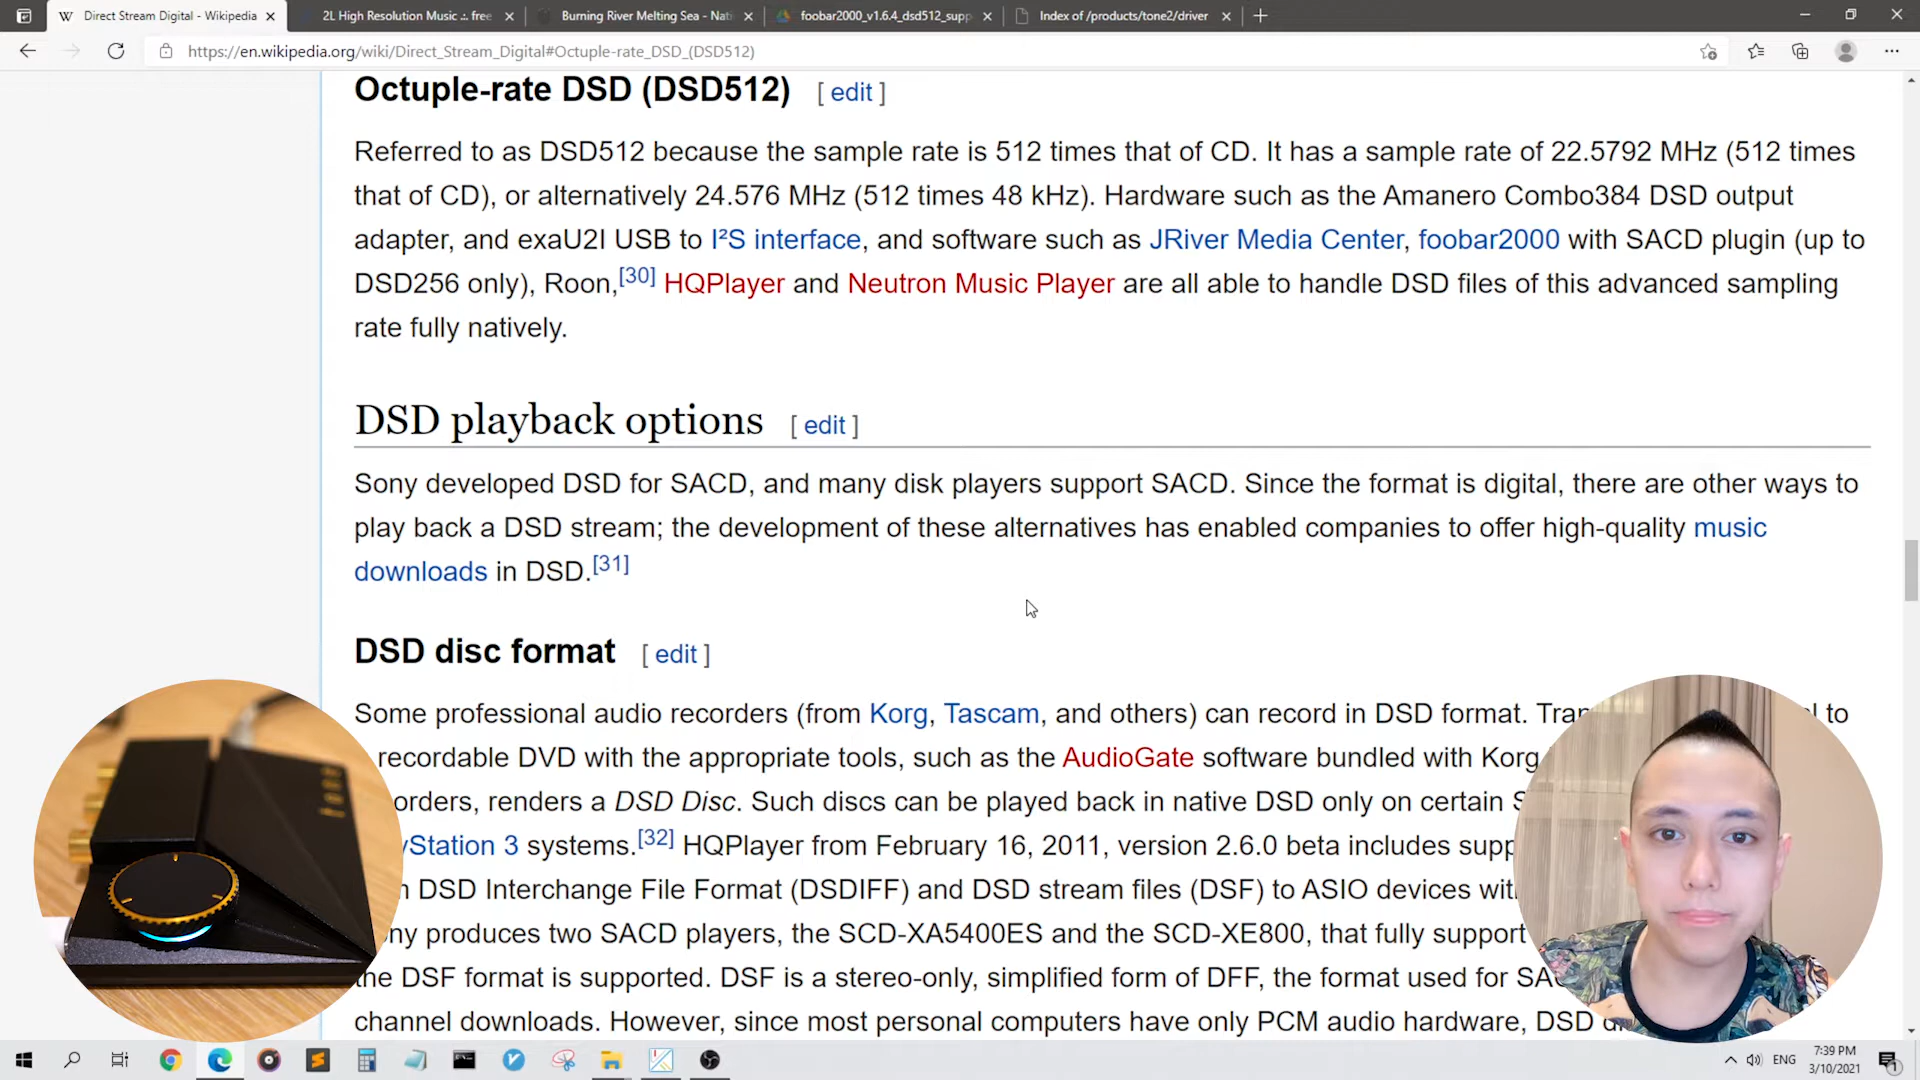 Direct Stream Digital - Wikipedia
2L High Resolution Music .:. free
Burning River Melting Sea - Nati
foobar2000_v1.6.4_dsd512_supp
Index of /products/tone2/driver
https://en.wikipedia.org/wiki/Direct_Stream_Digital#Octuple-rate_DSD_(DSD512)
Octuple-rate DSD (DSD512) [ edit ]
Referred to as DSD512 because the sample rate is 512 times that of CD. It has a sample rate of 22.5792 MHz (512 times
that of CD), or alternatively 24.576 MHz (512 times 48 kHz). Hardware such as the Amanero Combo384 DSD output
adapter, and exaU2I USB to I²S interface, and software such as JRiver Media Center, foobar2000 with SACD plugin (up to
DSD256 only), Roon,[30] HQPlayer and Neutron Music Player are all able to handle DSD files of this advanced sampling
rate fully natively.
DSD playback options [ edit ]
Sony developed DSD for SACD, and many disk players support SACD. Since the format is digital, there are other ways to
play back a DSD stream; the development of these alternatives has enabled companies to offer high-quality music
downloads in DSD.[31]
DSD disc format [ edit ]
Some professional audio recorders (from Korg, Tascam, and others) can record in DSD format. Tran l to
recordable DVD with the appropriate tools, such as the AudioGate software bundled with Korg
orders, renders a DSD Disc. Such discs can be played back in native DSD only on certain S
yStation 3 systems.[32] HQPlayer from February 16, 2011, version 2.6.0 beta includes supp
DSD Interchange File Format (DSDIFF) and DSD stream files (DSF) to ASIO devices wit
ny produces two SACD players, the SCD-XA5400ES and the SCD-XE800, that fully support
the DSF format is supported. DSF is a stereo-only, simplified form of DFF, the format used for SA
channel downloads. However, since most personal computers have only PCM audio hardware, DSD d
ENG
7:39 PM
3/10/2021